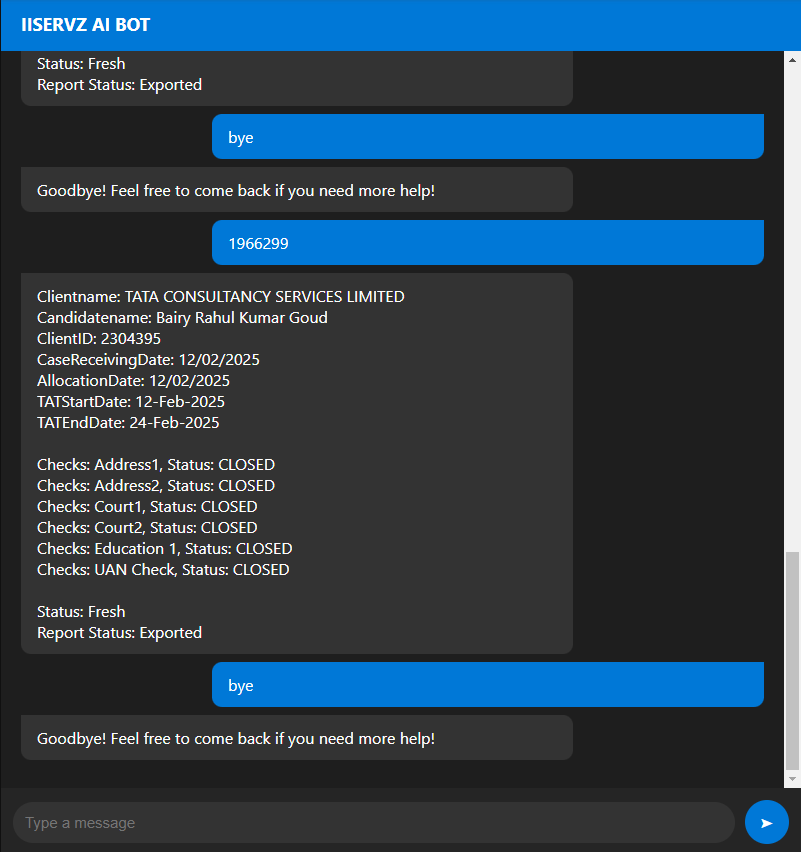 IISERVZ AI BOT
Status: Fresh
Report Status: Exported
bye
Goodbye! Feel free to come back if you need more help!
1966299
Clientname: TATA CONSULTANCY SERVICES LIMITED
Candidatename: Bairy Rahul Kumar Goud
ClientID: 2304395
CaseReceivingDate: 12/02/2025
AllocationDate: 12/02/2025
TATStartDate: 12-Feb-2025
TATEndDate: 24-Feb-2025
Checks: Address1, Status: CLOSED
Checks: Address2, Status: CLOSED
Checks: Court1, Status: CLOSED
Checks: Court2, Status: CLOSED
Checks: Education 1, Status: CLOSED
Checks: UAN Check, Status: CLOSED
Status: Fresh
Report Status: Exported
bye
Goodbye! Feel free to come back if you need more help!
Type a message